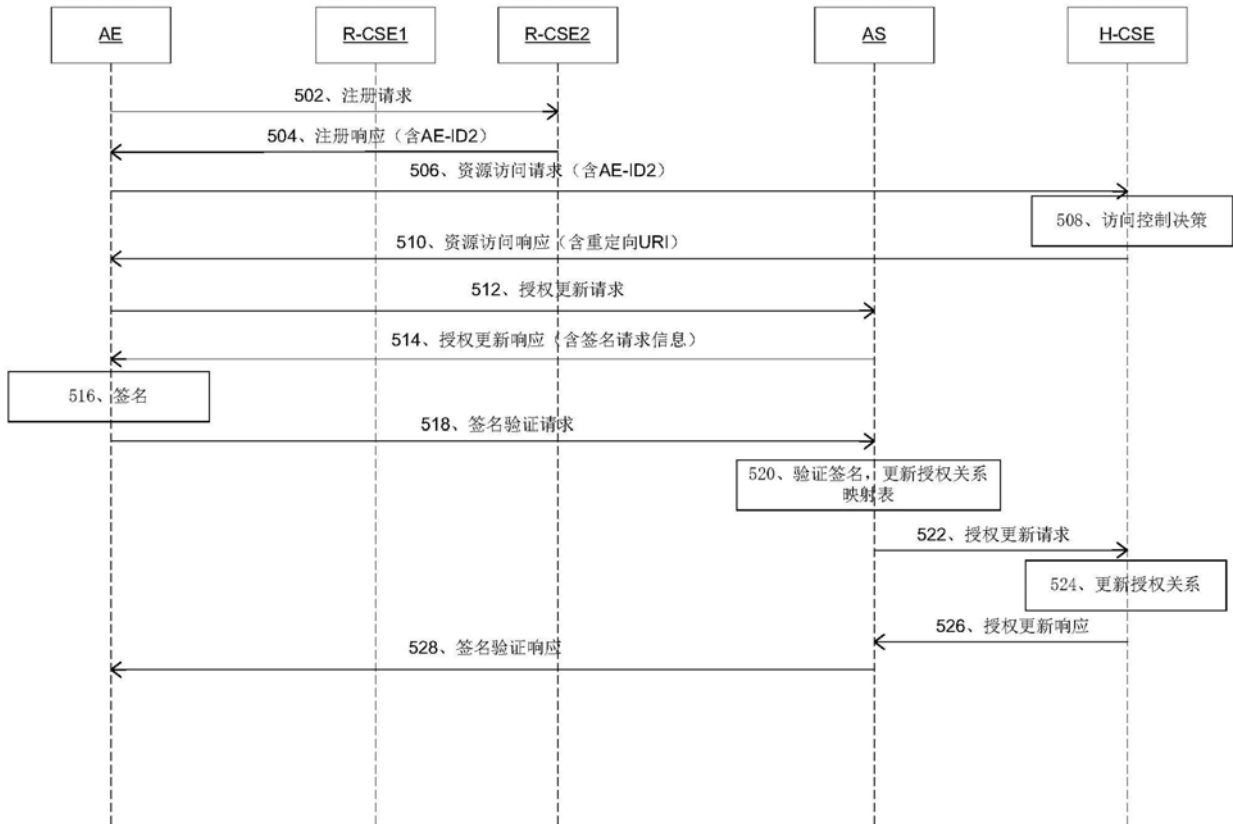 AE
R-CSE1
R-CSE2
AS
H-CSE
502、注册请求
504、注册响应（含AE-ID2）
506、资源访问请求（含AE-ID2）
508、访问控制决策
510、资源访问响应（含重定向URI）
512、授权更新请求
514、授权更新响应（含签名请求信息）
516、签名
518、签名验证请求
520、验证签名，更新授权关系
映射表
522、授权更新请求
524、更新授权关系
526、授权更新响应
528、签名验证响应